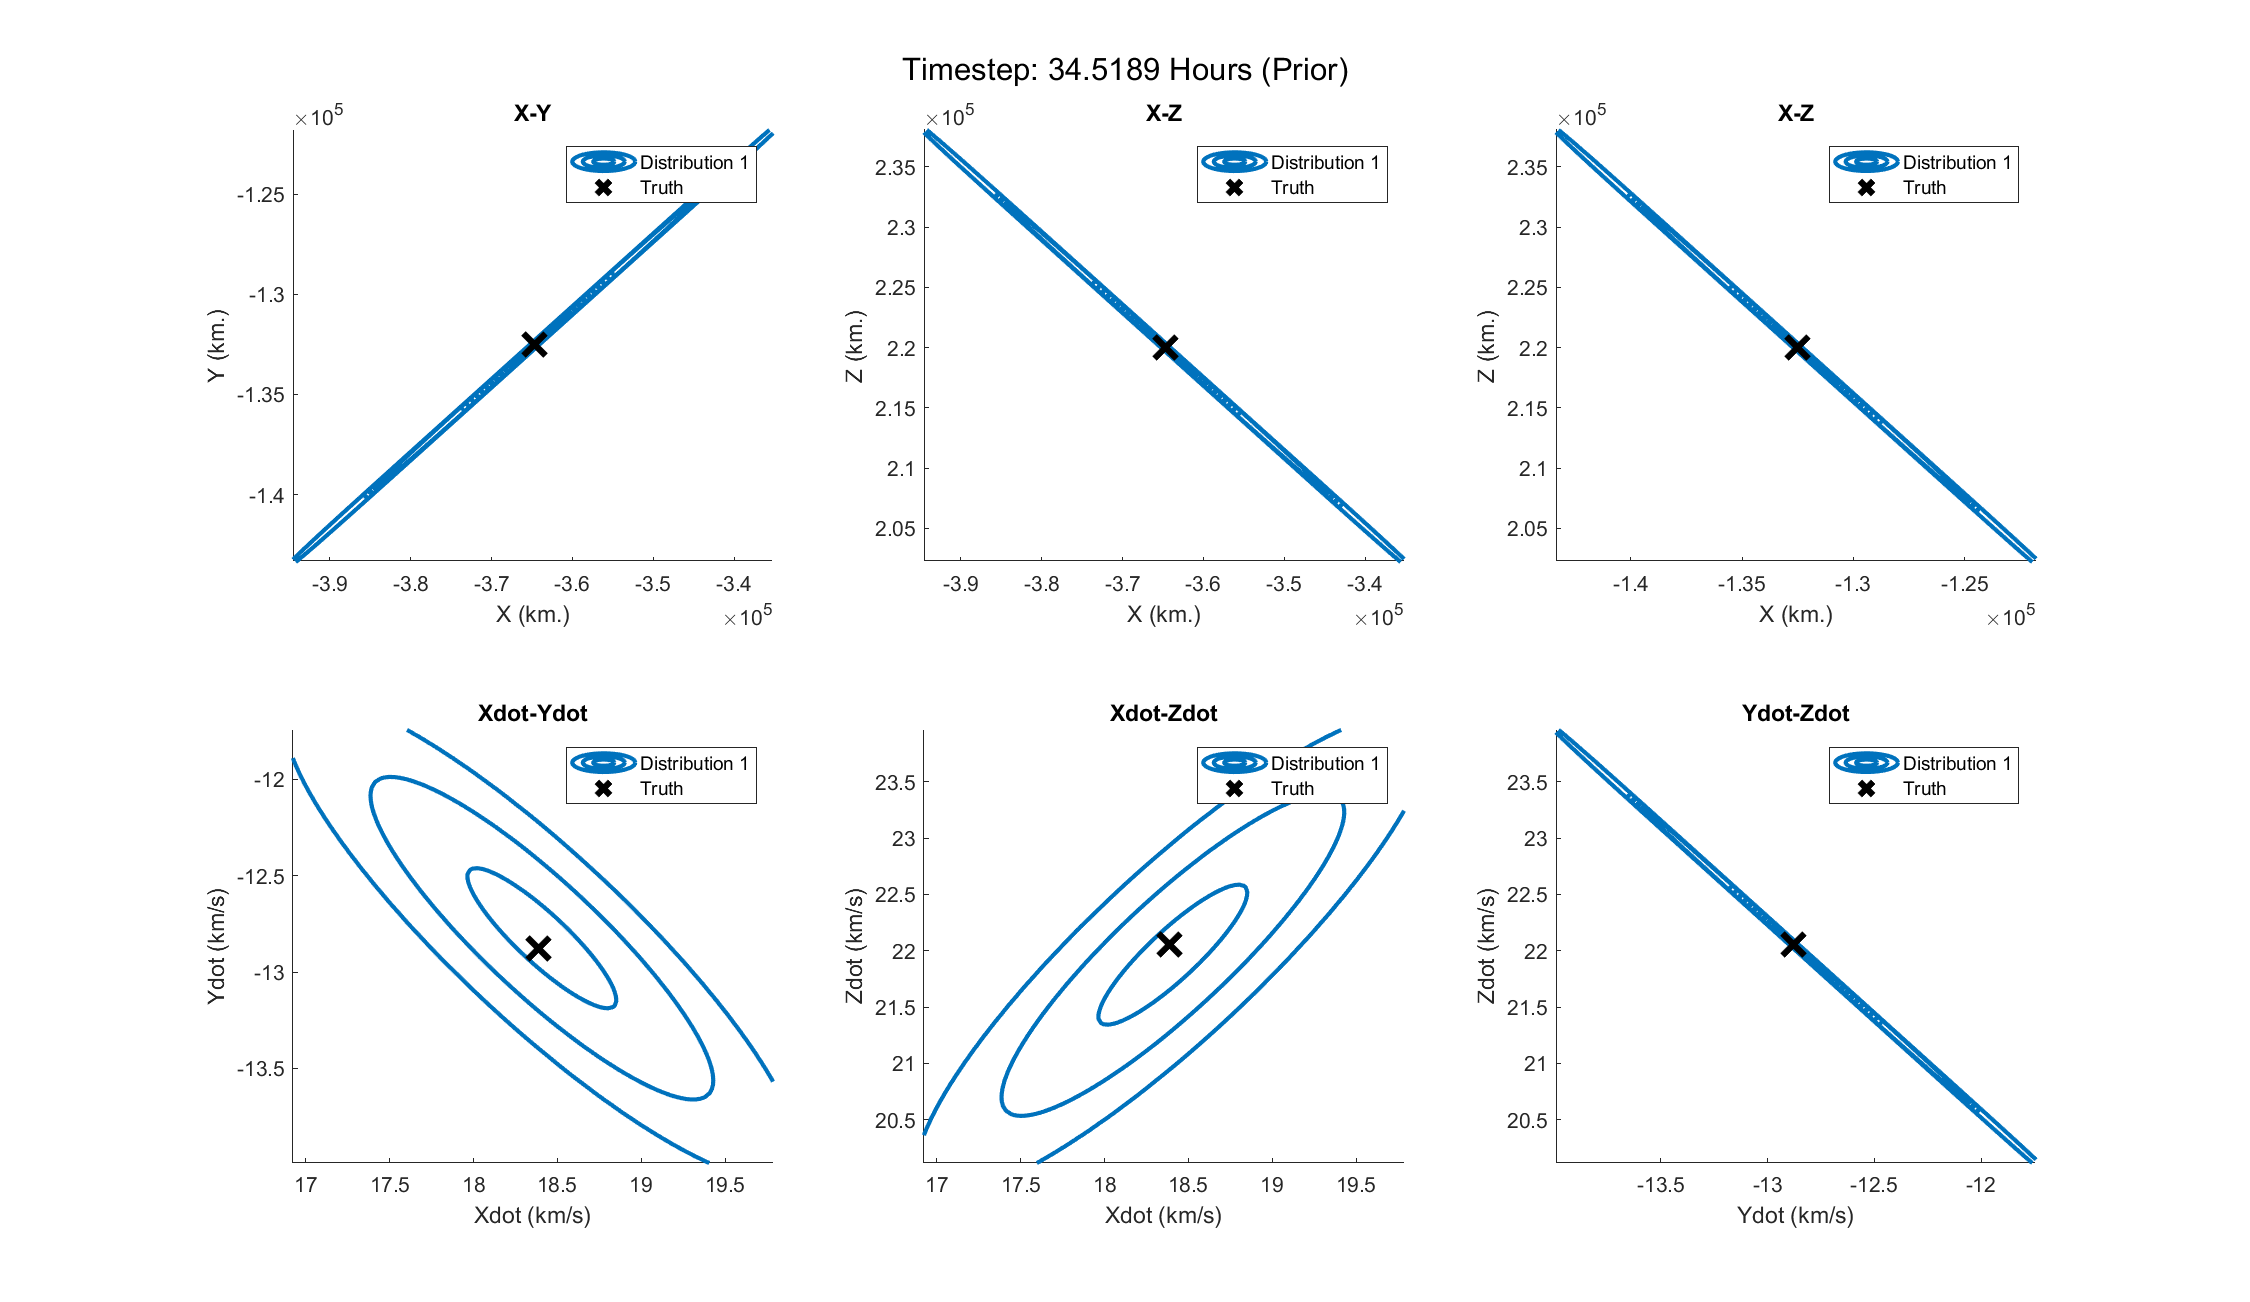 Timestep: 34.5189 Hours (Prior)
X-Y
×10^5
Distribution 1
Truth
-1.25
-1.3
-1.35
-1.4
Y (km.)
-3.9 -3.8 -3.7 -3.6 -3.5 -3.4
X (km.)
×10^5
X-Z
×10^5
Distribution 1
Truth
2.35
2.3
2.25
2.2
2.15
2.1
2.05
Z (km.)
-3.9 -3.8 -3.7 -3.6 -3.5 -3.4
X (km.)
×10^5
X-Z
×10^5
Distribution 1
Truth
2.35
2.3
2.25
2.2
2.15
2.1
2.05
Z (km.)
-1.4 -1.35 -1.3 -1.25
X (km.)
×10^5
Xdot-Ydot
Distribution 1
Truth
-12
-12.5
-13
-13.5
Ydot (km/s)
17 17.5 18 18.5 19 19.5
Xdot (km/s)
Xdot-Zdot
Distribution 1
Truth
23.5
23
22.5
22
21.5
21
20.5
Zdot (km/s)
17 17.5 18 18.5 19 19.5
Xdot (km/s)
Ydot-Zdot
Distribution 1
Truth
23.5
23
22.5
22
21.5
21
20.5
Zdot (km/s)
-13.5 -13 -12.5 -12
Ydot (km/s)